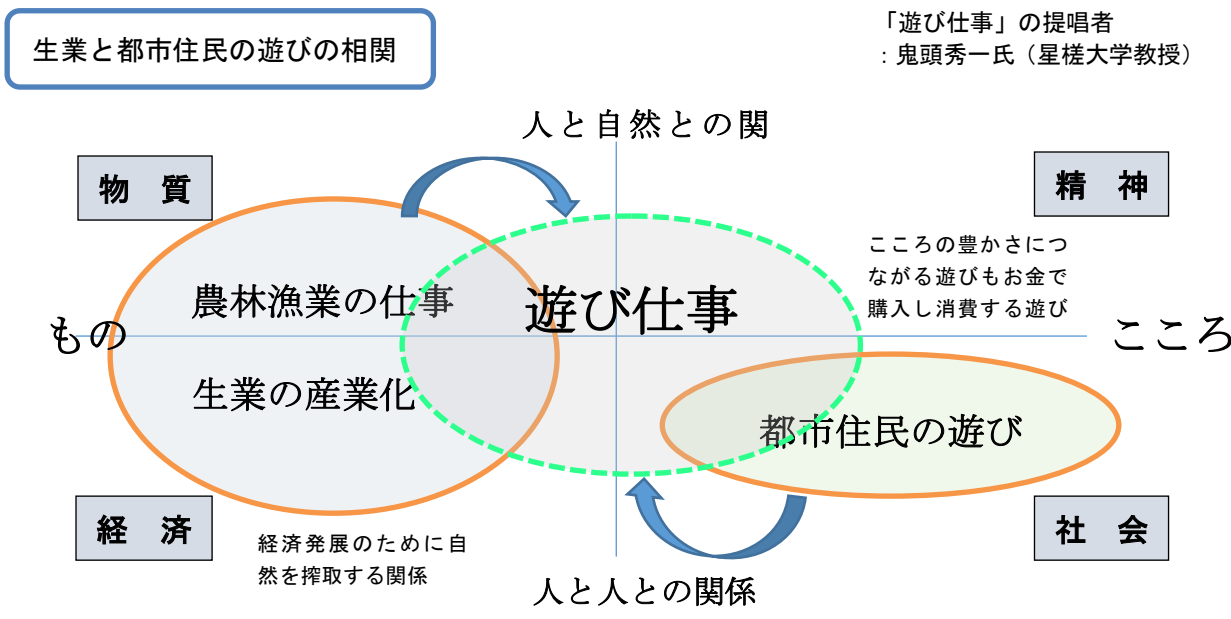 生業と都市住民の遊びの相関
「遊び仕事」の提唱者
：鬼頭秀一氏（星槎大学教授）
人と自然との関
物 質
精 神
こころの豊かさにつ
ながる遊びもお金で
購入し消費する遊び
農林漁業の仕事
遊び仕事
もの
こころ
生業の産業化
都市住民の遊び
経 済
社 会
経済発展のために自
然を搾取する関係
人と人との関係